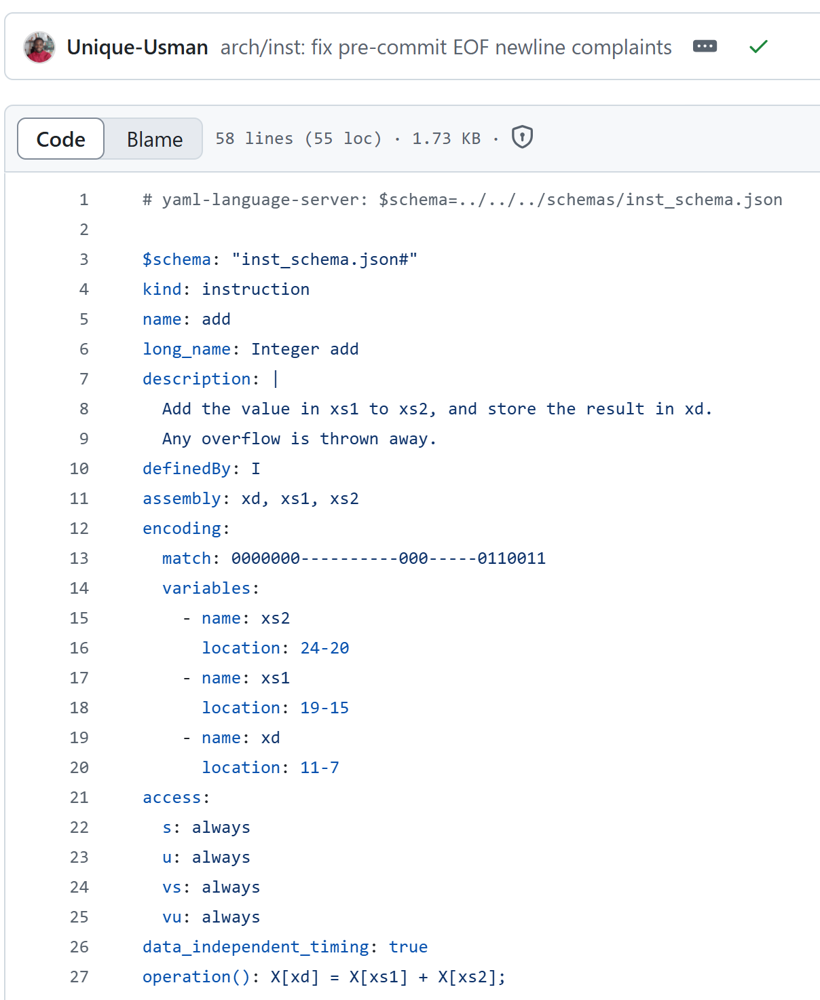 Unique-Usman arch/inst: fix pre-commit EOF newline complaints
Code Blame 58 lines (55 loc) · 1.73 KB ·
1 # yaml-language-server: $schema=../../../schemas/inst_schema.json
2
3 $schema: "inst_schema.json#"
4 kind: instruction
5 name: add
6 long_name: Integer add
7 description: |
8   Add the value in xs1 to xs2, and store the result in xd.
9   Any overflow is thrown away.
10 definedBy: I
11 assembly: xd, xs1, xs2
12 encoding:
13   match: 0000000----------000-----0110011
14   variables:
15     - name: xs2
16       location: 24-20
17     - name: xs1
18       location: 19-15
19     - name: xd
20       location: 11-7
21 access:
22   s: always
23   u: always
24   vs: always
25   vu: always
26 data_independent_timing: true
27 operation(): X[xd] = X[xs1] + X[xs2];